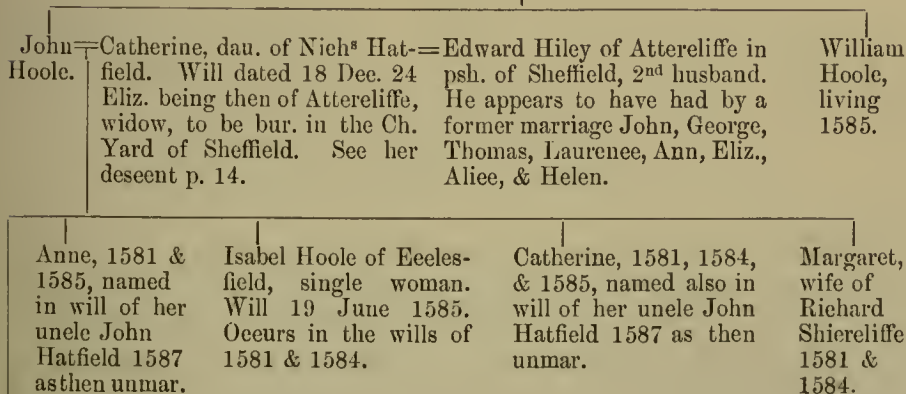 John
Hoole.
Catherine, dau. of Nichˢ Hat-
field. Will dated 18 Dec. 24
Eliz. being then of Attercliffe,
widow, to be bur. in the Ch.
Yard of Sheffield. See her
descent p. 14.
Edward Hiley of Attercliffe in
psh. of Sheffield, 2ⁿᵈ husband.
He appears to have had by a
former marriage John, George,
Thomas, Laurence, Ann, Eliz.,
Alice, & Helen.
William
Hoole,
living
1585.
Anne, 1581 &
1585, named
in will of her
uncle John
Hatfield 1587
as then unmar.
Isabel Hoole of Eccles-
field, single woman.
Will 19 June 1585.
Occurs in the wills of
1581 & 1584.
Catherine, 1581, 1584,
& 1585, named also in
will of her uncle John
Hatfield 1587 as then
unmar.
Margaret,
wife of
Richard
Shiercliffe
1581 &
1584.